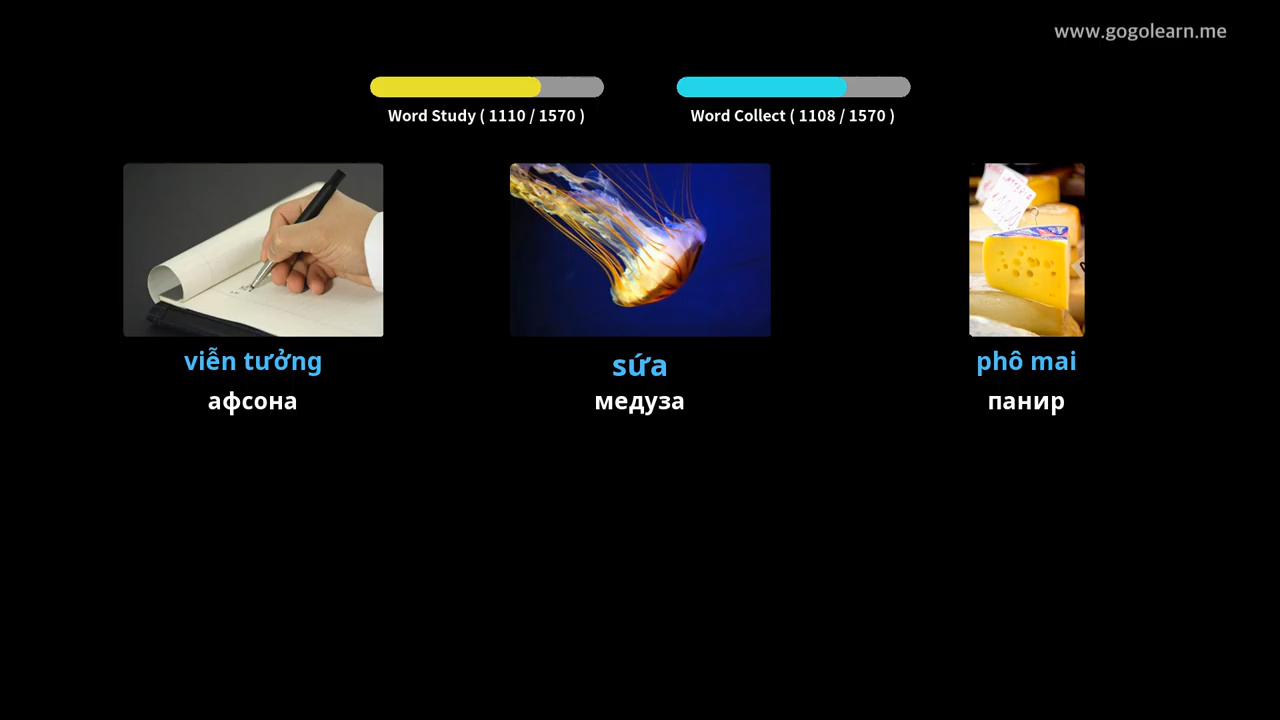 www.gogolearn.me
Word Study ( 1110 / 1570 )
Word Collect ( 1108 / 1570 )
viễn tưởng
sứa
phô mai
афсона
медуза
панир